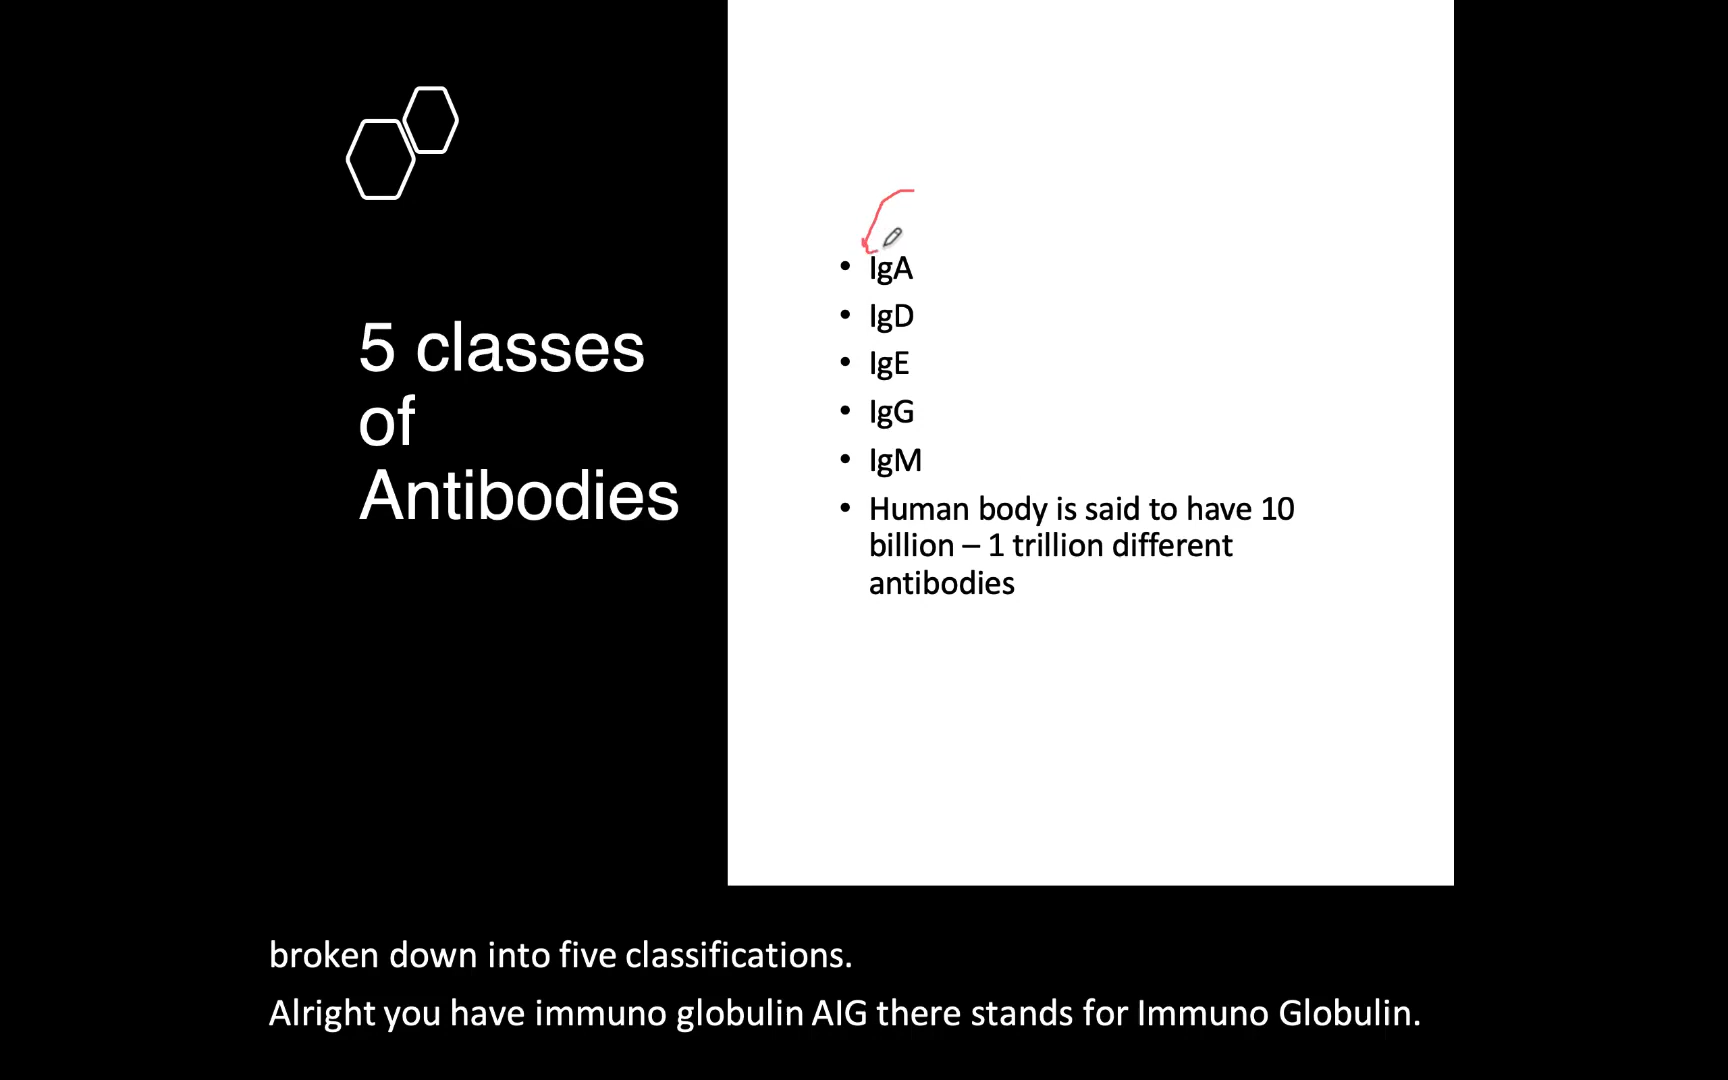 5 classes
of
Antibodies
• IgA
• IgD
• IgE
• IgG
• IgM
• Human body is said to have 10
billion – 1 trillion different
antibodies
broken down into five classifications.
Alright you have immuno globulin AIG there stands for Immuno Globulin.